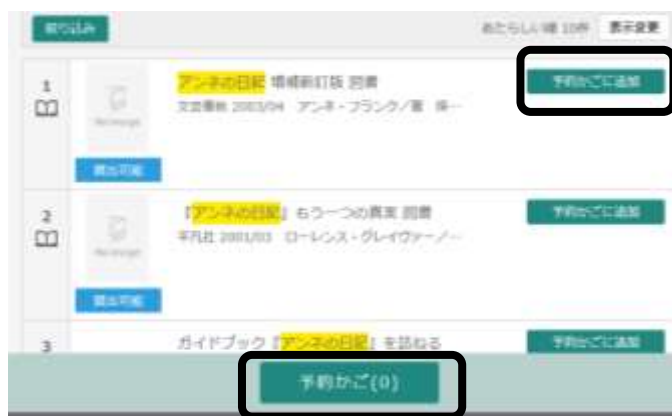 絞り込み
あたらしい順 10件 表示変更
1
アンネの日記 増補新訂版 図書
予約かごに追加
文芸春秋 2003/04 アンネ・フランク/著
No Image
貸出可能
2
『アンネの日記』もう一つの真実 図書
予約かごに追加
平凡社 2001/03 ローレンス・グレイヴァー/…
No Image
貸出可能
3
ガイドブック『アンネの日記』を訪ねる
予約かごに追加
予約かご(0)